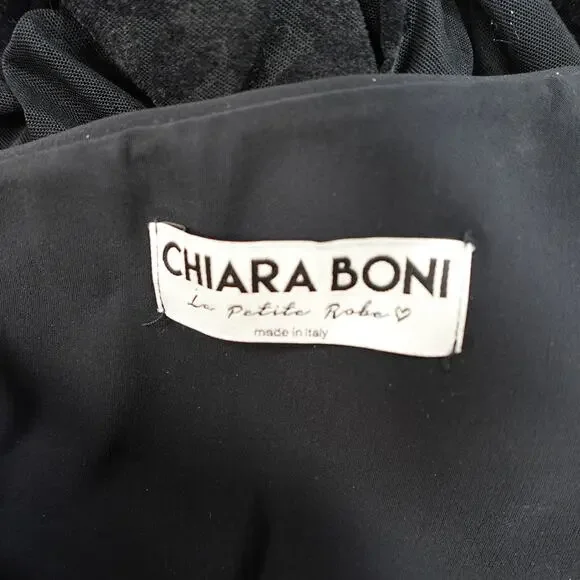 CHIARA BONI
La Petite Robe ♡
made in Italy